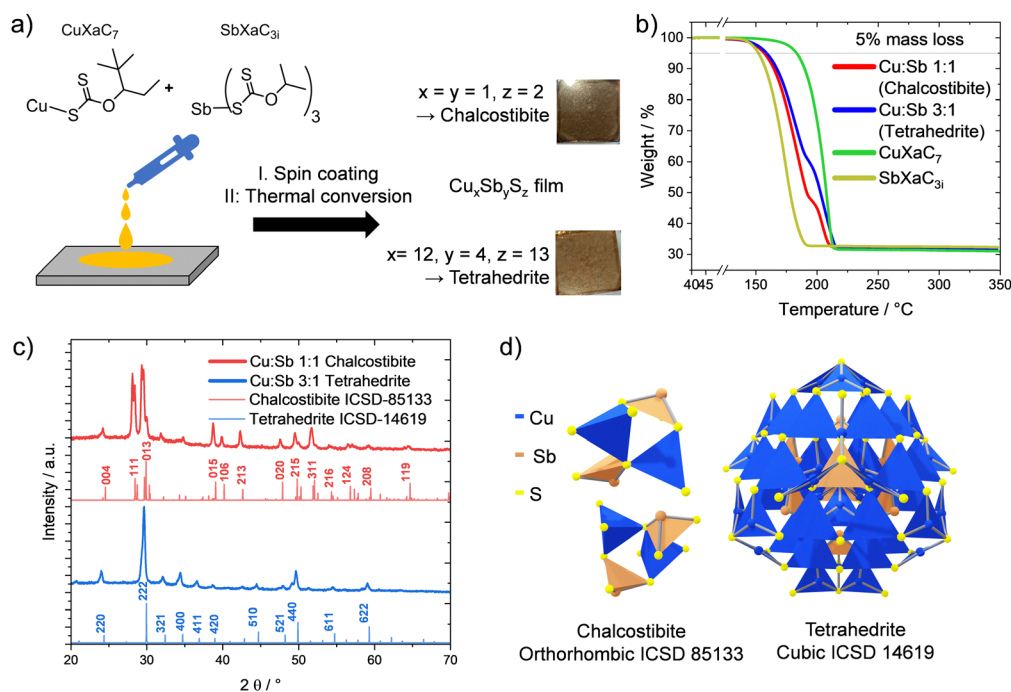 a)
CuXaC7
SbXaC3i
S
Cu
S
O
+
Sb
S
S
O
3
x = y = 1, z = 2
→ Chalcostibite
I. Spin coating
II: Thermal conversion
CuxSbySz film
x= 12, y = 4, z = 13
→ Tetrahedrite
b)
5% mass loss
Cu:Sb 1:1
(Chalcostibite)
Cu:Sb 3:1
(Tetrahedrite)
CuXaC7
SbXaC3i
Weight / %
100
90
80
70
60
50
40
30
4045 150 200 250 300 350
Temperature / °C
c)
Cu:Sb 1:1 Chalcostibite
Cu:Sb 3:1 Tetrahedrite
Chalcostibite ICSD-85133
Tetrahedrite ICSD-14619
Intensity / a.u.
004
111
013
015
106
213
020
215
311
216
124
208
119
220
222
321
400
411
420
510
521
440
611
622
20 30 40 50 60 70
2 θ / °
d)
Cu
Sb
S
Chalcostibite
Orthorhombic ICSD 85133
Tetrahedrite
Cubic ICSD 14619